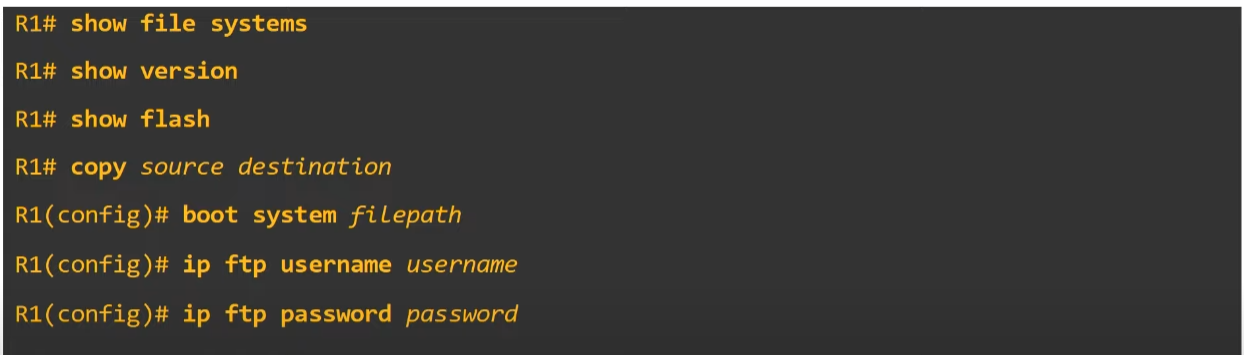 R1# show file systems
R1# show version
R1# show flash
R1# copy source destination
R1(config)# boot system filepath
R1(config)# ip ftp username username
R1(config)# ip ftp password password